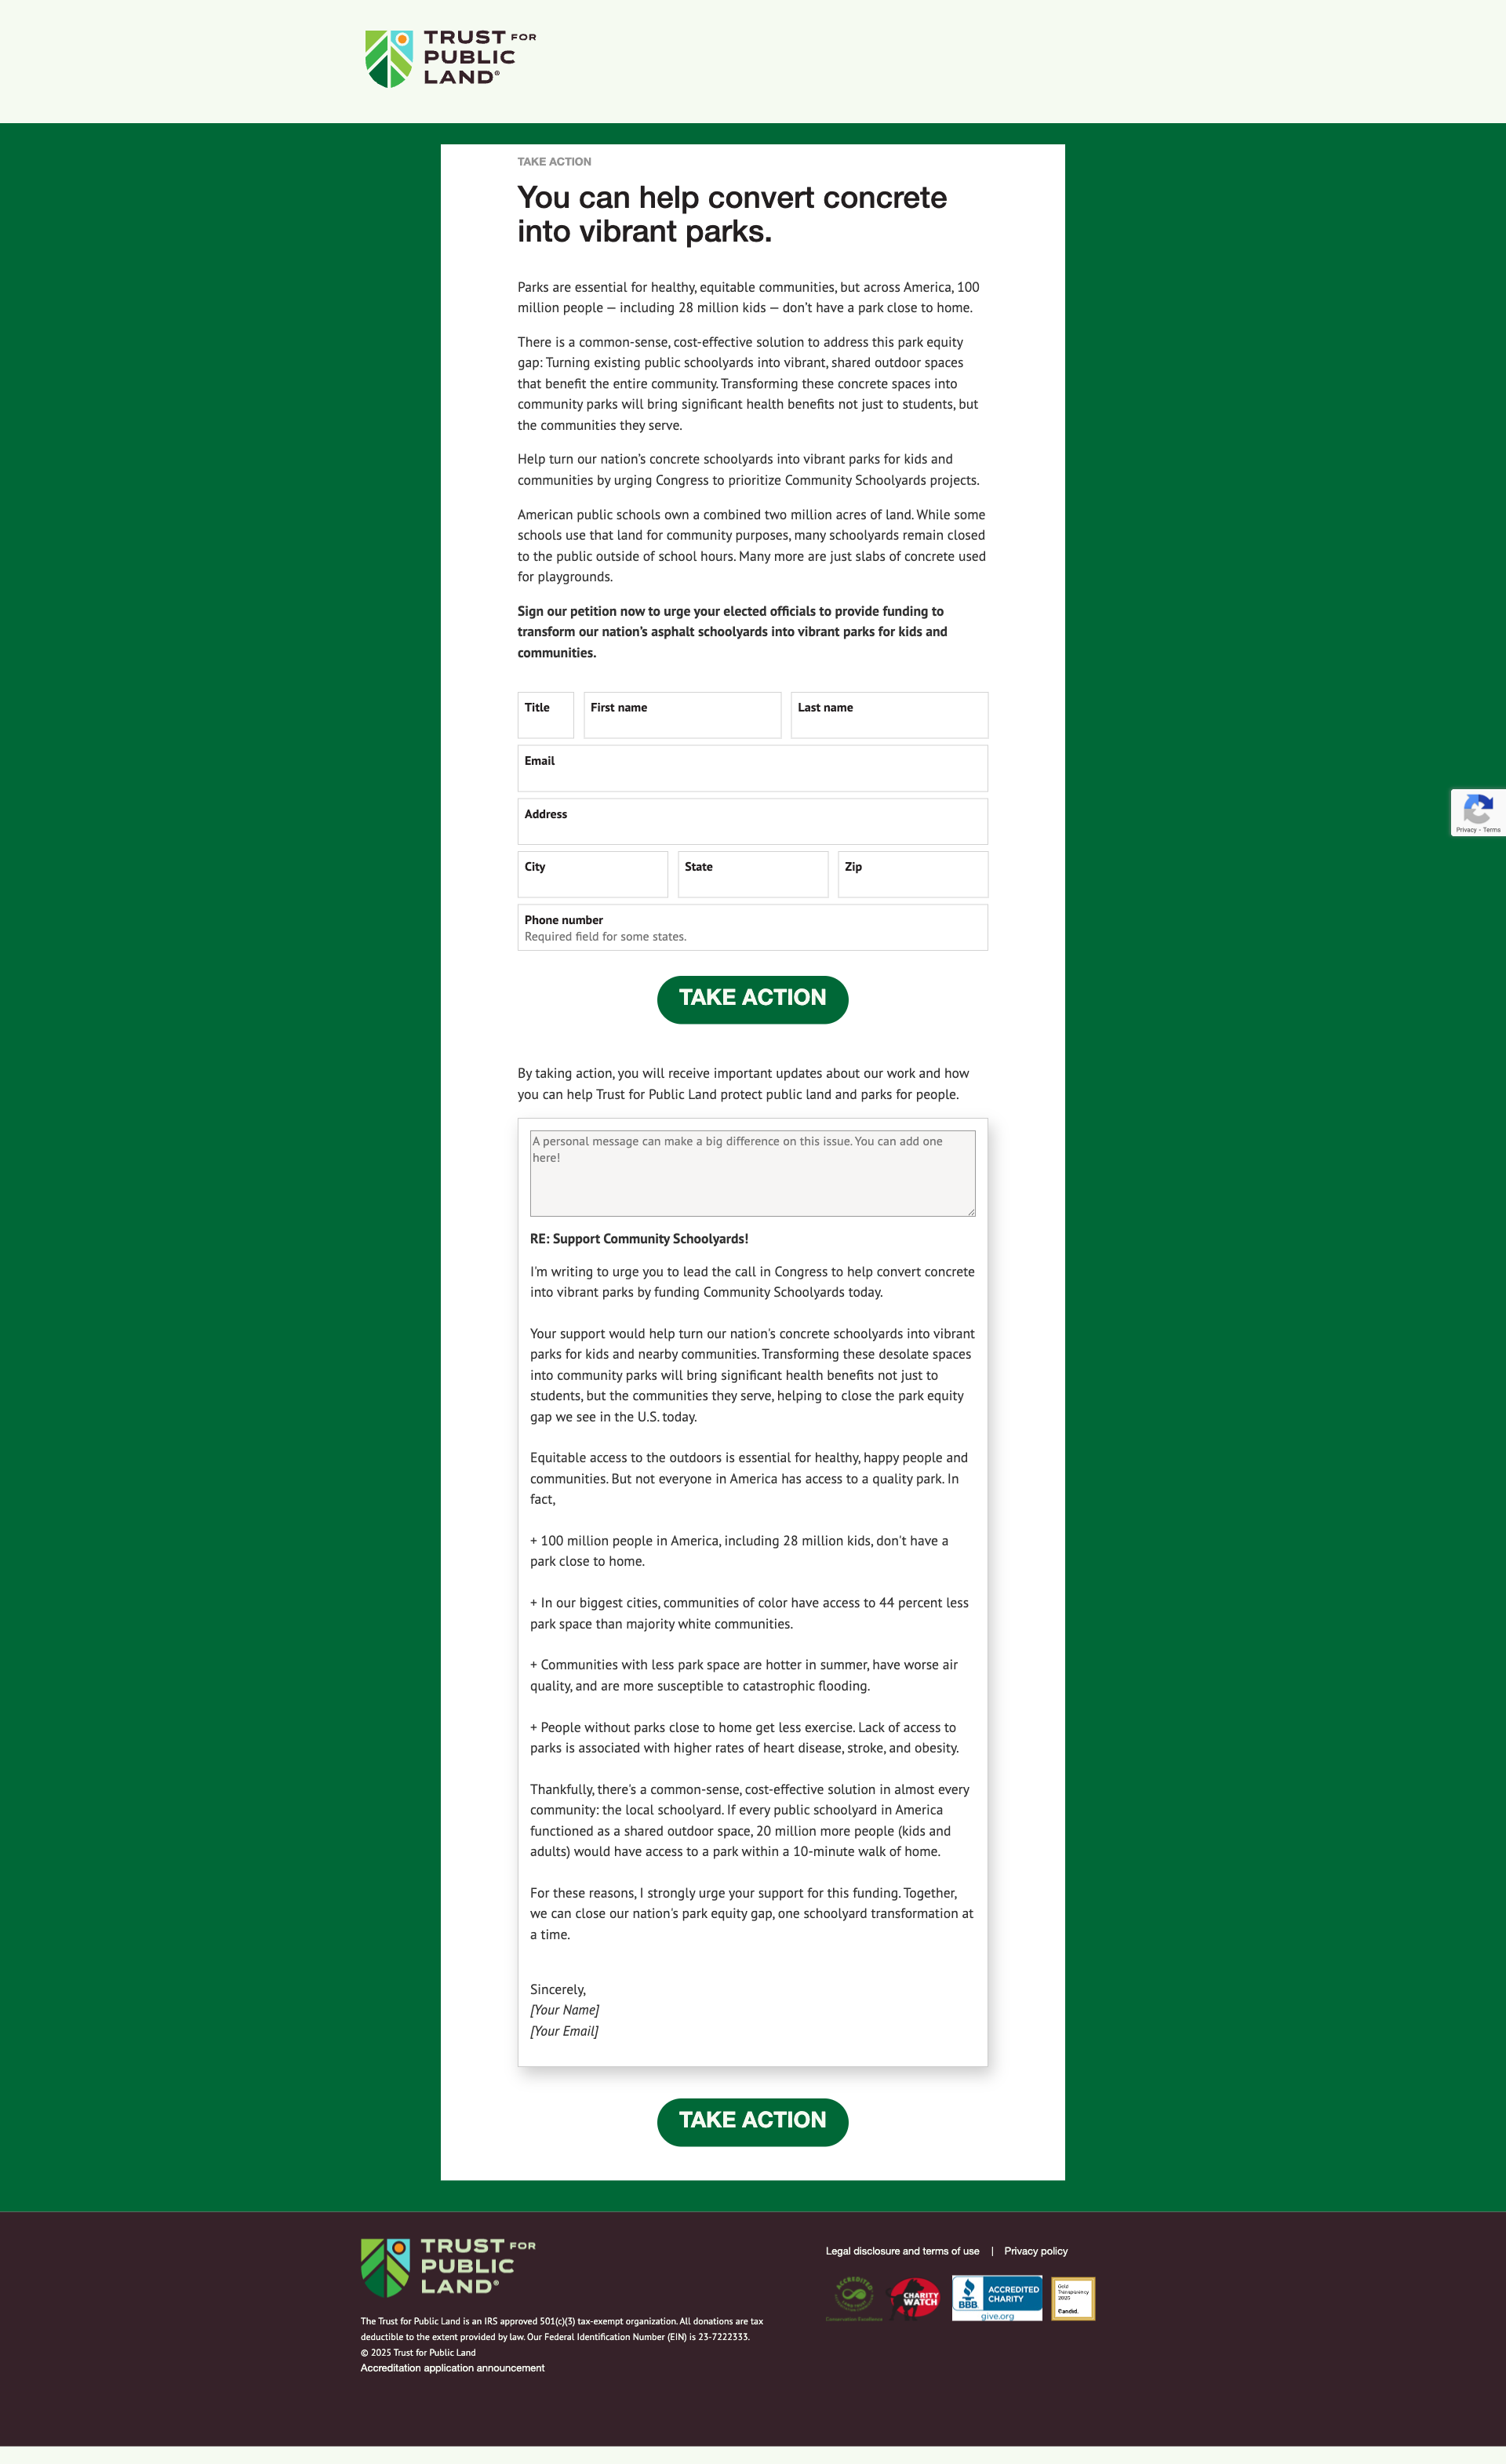 TRUST FOR
PUBLIC
LAND®
TAKE ACTION
You can help convert concrete
into vibrant parks.
Parks are essential for healthy, equitable communities, but across America, 100
million people — including 28 million kids — don’t have a park close to home.
There is a common-sense, cost-effective solution to address this park equity
gap: Turning existing public schoolyards into vibrant, shared outdoor spaces
that benefit the entire community. Transforming these concrete spaces into
community parks will bring significant health benefits not just to students, but
the communities they serve.
Help turn our nation’s concrete schoolyards into vibrant parks for kids and
communities by urging Congress to prioritize Community Schoolyards projects.
American public schools own a combined two million acres of land. While some
schools use that land for community purposes, many schoolyards remain closed
to the public outside of school hours. Many more are just slabs of concrete used
for playgrounds.
Sign our petition now to urge your elected officials to provide funding to
transform our nation’s asphalt schoolyards into vibrant parks for kids and
communities.
Title First name Last name
Email
Address
City State Zip
Phone number
Required field for some states.
Privacy - Terms
TAKE ACTION
By taking action, you will receive important updates about our work and how
you can help Trust for Public Land protect public land and parks for people.
A personal message can make a big difference on this issue. You can add one
here!
RE: Support Community Schoolyards!
I'm writing to urge you to lead the call in Congress to help convert concrete
into vibrant parks by funding Community Schoolyards today.
Your support would help turn our nation's concrete schoolyards into vibrant
parks for kids and nearby communities. Transforming these desolate spaces
into community parks will bring significant health benefits not just to
students, but the communities they serve, helping to close the park equity
gap we see in the U.S. today.
Equitable access to the outdoors is essential for healthy, happy people and
communities. But not everyone in America has access to a quality park. In
fact,
+ 100 million people in America, including 28 million kids, don't have a
park close to home.
+ In our biggest cities, communities of color have access to 44 percent less
park space than majority white communities.
+ Communities with less park space are hotter in summer, have worse air
quality, and are more susceptible to catastrophic flooding.
+ People without parks close to home get less exercise. Lack of access to
parks is associated with higher rates of heart disease, stroke, and obesity.
Thankfully, there's a common-sense, cost-effective solution in almost every
community: the local schoolyard. If every public schoolyard in America
functioned as a shared outdoor space, 20 million more people (kids and
adults) would have access to a park within a 10-minute walk of home.
For these reasons, I strongly urge your support for this funding. Together,
we can close our nation's park equity gap, one schoolyard transformation at
a time.
Sincerely,
[Your Name]
[Your Email]
TAKE ACTION
TRUST FOR
PUBLIC
LAND®
The Trust for Public Land is an IRS approved 501(c)(3) tax-exempt organization. All donations are tax
deductible to the extent provided by law. Our Federal Identification Number (EIN) is 23-7222333.
© 2025 Trust for Public Land
Accreditation application announcement
Legal disclosure and terms of use | Privacy policy
ACCREDITED
CHARITY
WATCH
BBB
ACCREDITED
CHARITY
give.org
Gold
Transparency
2025
Candid.